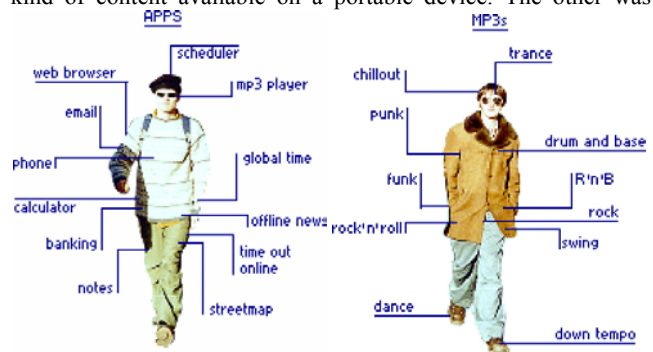 kind of content available on a portable device. The other was
APPS
scheduler
web browser
mp3 player
email
phone
global time
calculator
offline news
banking
time out
online
notes
streetmap
MP3s
trance
chillout
punk
drum and base
funk
R'n'B
rock
rock'n'roll
swing
dance
down tempo